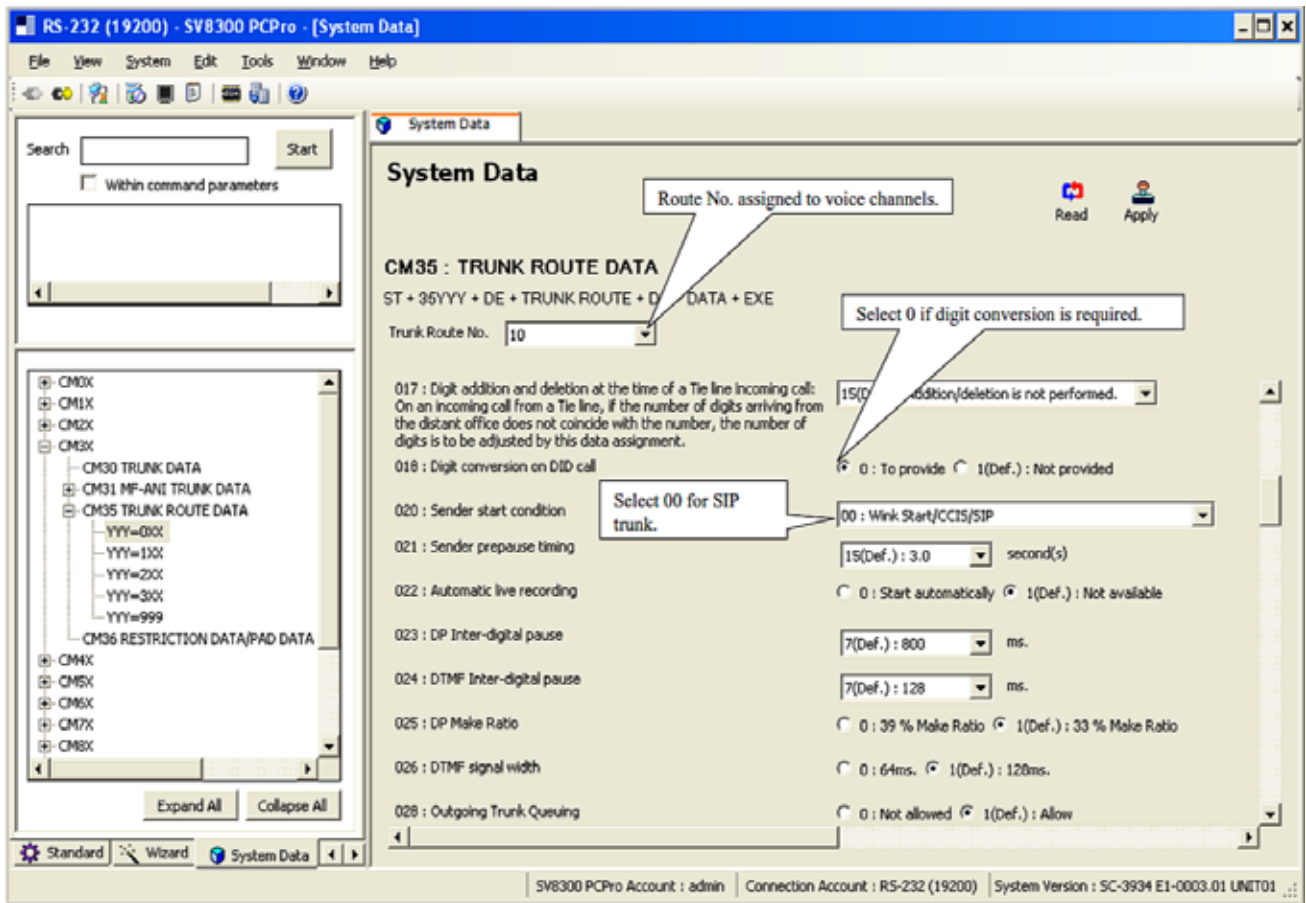 RS-232 (19200) - SV8300 PCPro - [System Data]
File View System Edit Tools Window Help
Search
Start
Within command parameters
CM0X
CM1X
CM2X
CM3X
CM30 TRUNK DATA
CM31 MF-ANI TRUNK DATA
CM35 TRUNK ROUTE DATA
YYY=0XX
YYY=1XX
YYY=2XX
YYY=3XX
YYY=999
CM36 RESTRICTION DATA/PAD DATA
CM4X
CM5X
CM6X
CM7X
CM8X
Expand All Collapse All
Standard Wizard System Data
System Data
System Data
Route No. assigned to voice channels.
Read Apply
CM35 : TRUNK ROUTE DATA
ST + 35YYY + DE + TRUNK ROUTE + D DATA + EXE
Select 0 if digit conversion is required.
Trunk Route No. 10
017 : Digit addition and deletion at the time of a Tie line incoming call:
On an incoming call from a Tie line, if the number of digits arriving from
the distant office does not coincide with the number, the number of
digits is to be adjusted by this data assignment.
15(D addition/deletion is not performed.
018 : Digit conversion on DID call
0 : To provide 1(Def.) : Not provided
Select 00 for SIP
trunk.
020 : Sender start condition
00 : Wink Start/CCIS/SIP
021 : Sender prepause timing
15(Def.) : 3.0 second(s)
022 : Automatic live recording
0 : Start automatically 1(Def.) : Not available
023 : DP Inter-digital pause
7(Def.) : 800 ms.
024 : DTMF Inter-digital pause
7(Def.) : 128 ms.
025 : DP Make Ratio
0 : 39 % Make Ratio 1(Def.) : 33 % Make Ratio
026 : DTMF signal width
0 : 64ms. 1(Def.) : 128ms.
028 : Outgoing Trunk Queuing
0 : Not allowed 1(Def.) : Allow
SV8300 PCPro Account : admin Connection Account : RS-232 (19200) System Version : SC-3934 E1-0003.01 UNIT01